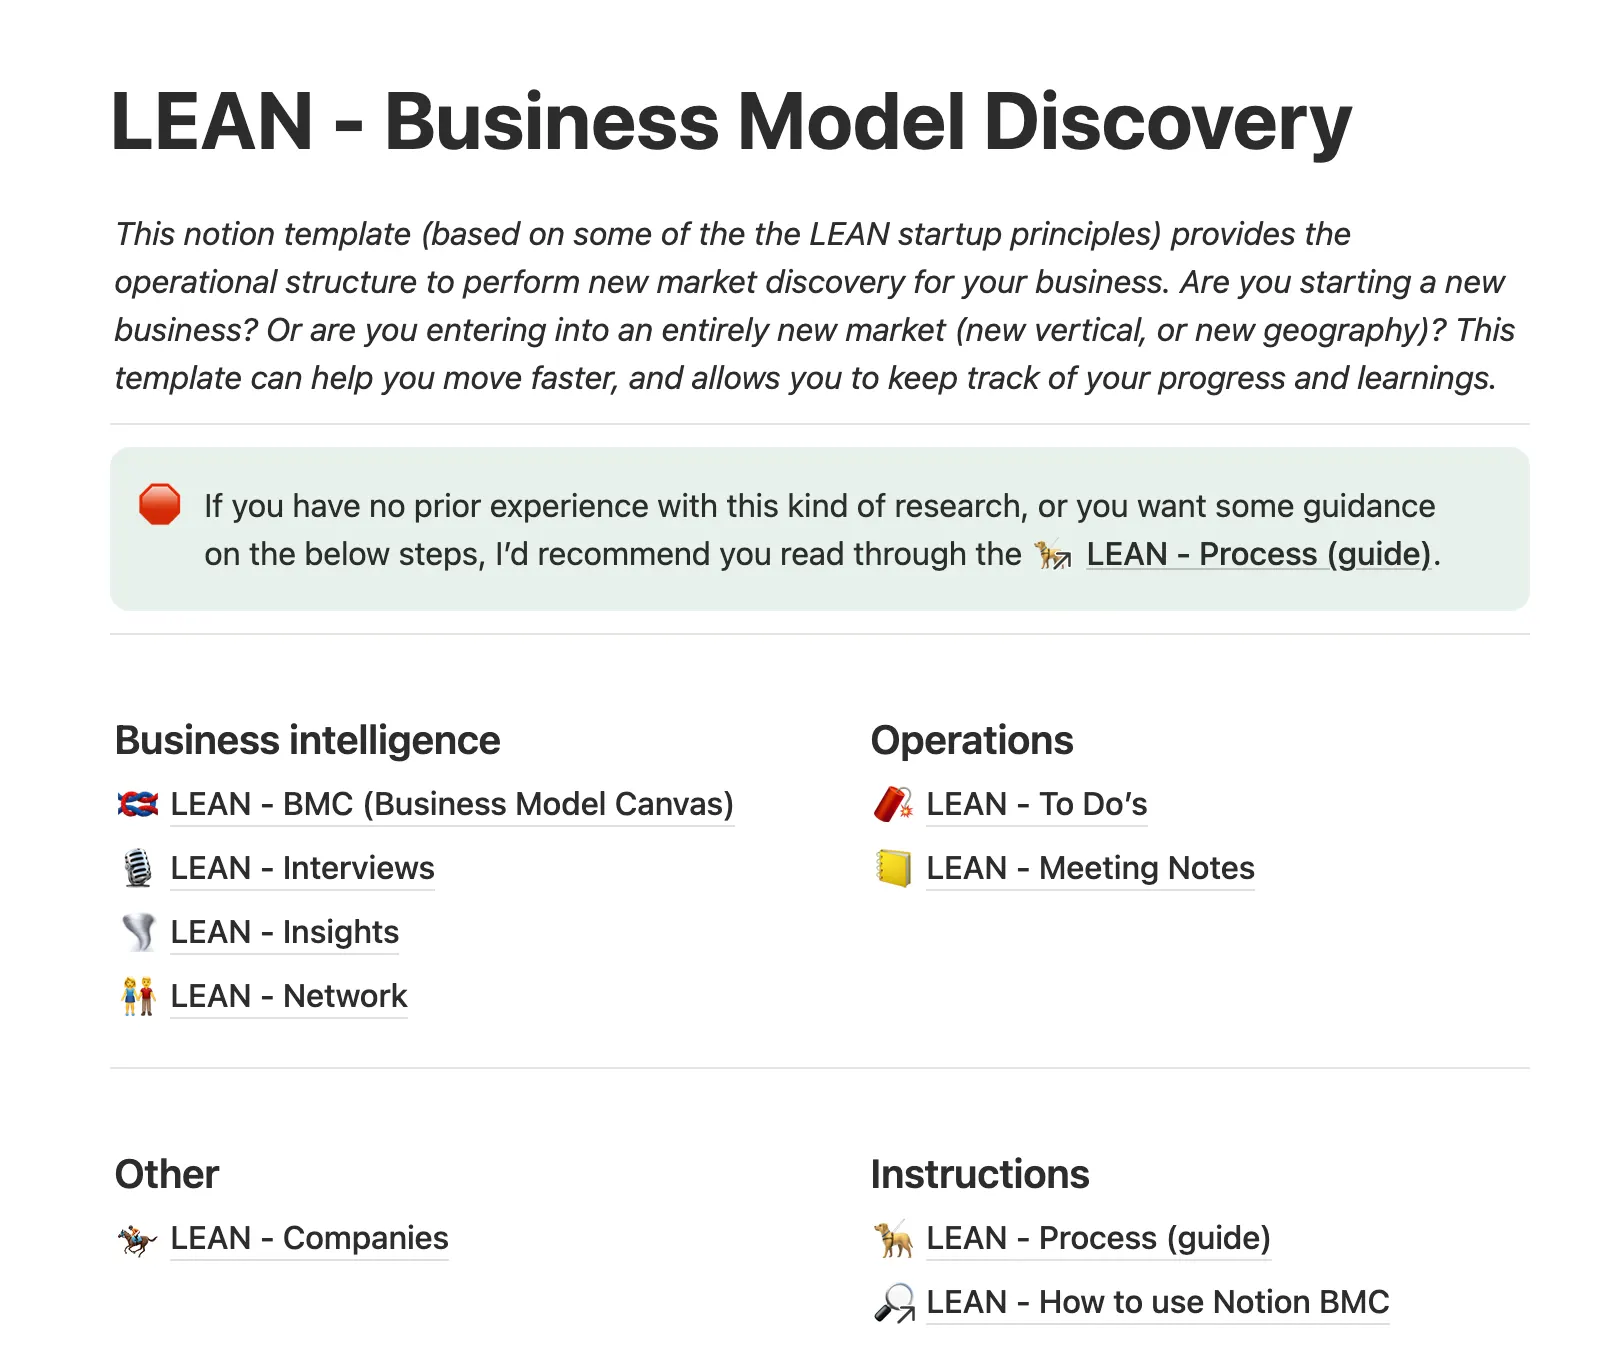 LEAN - Business Model Discovery
This notion template (based on some of the the LEAN startup principles) provides the
operational structure to perform new market discovery for your business. Are you starting a new
business? Or are you entering into an entirely new market (new vertical, or new geography)? This
template can help you move faster, and allows you to keep track of your progress and learnings.
If you have no prior experience with this kind of research, or you want some guidance
on the below steps, I’d recommend you read through the LEAN - Process (guide).
Business intelligence
LEAN - BMC (Business Model Canvas)
LEAN - Interviews
LEAN - Insights
LEAN - Network
Operations
LEAN - To Do’s
LEAN - Meeting Notes
Other
LEAN - Companies
Instructions
LEAN - Process (guide)
LEAN - How to use Notion BMC